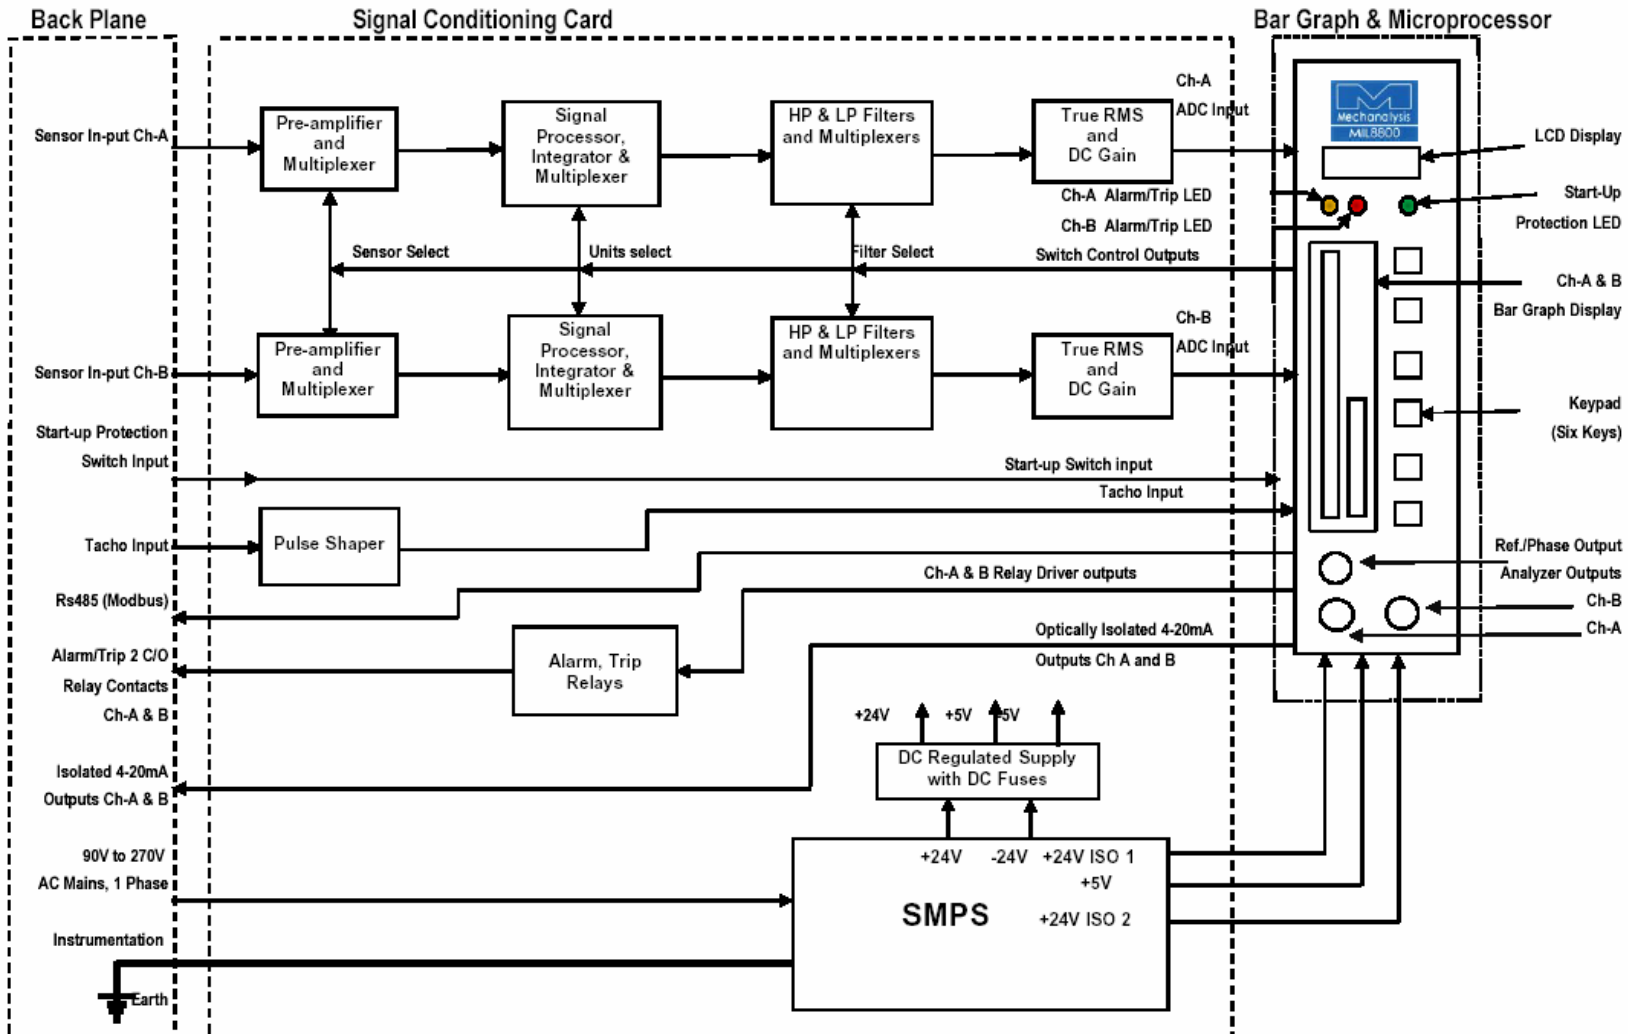 Back Plane
Signal Conditioning Card
Bar Graph & Microprocessor
Sensor In-put Ch-A
Pre-amplifier
and
Multiplexer
Signal
Processor,
Integrator &
Multiplexer
HP & LP Filters
and Multiplexers
True RMS
and
DC Gain
Ch-A
ADC Input
Mechanalysis
MIL8800
LCD Display
Ch-A Alarm/Trip LED
Ch-B Alarm/Trip LED
Start-Up
Protection LED
Sensor Select
Units select
Filter Select
Switch Control Outputs
Ch-A & B
Bar Graph Display
Sensor In-put Ch-B
Pre-amplifier
and
Multiplexer
Signal
Processor,
Integrator &
Multiplexer
HP & LP Filters
and Multiplexers
True RMS
and
DC Gain
Ch-B
ADC Input
Keypad
(Six Keys)
Start-up Protection
Switch Input
Start-up Switch input
Tacho Input
Tacho Input
Pulse Shaper
Ref./Phase Output
Analyzer Outputs
Ch-B
Ch-A
Rs485 (Modbus)
Ch-A & B Relay Driver outputs
Alarm/Trip 2 C/O
Relay Contacts
Ch-A & B
Alarm, Trip
Relays
Optically Isolated 4-20mA
Outputs Ch A and B
+24V
+5V
-5V
DC Regulated Supply
with DC Fuses
Isolated 4-20mA
Outputs Ch-A & B
90V to 270V
AC Mains, 1 Phase
+24V -24V +24V ISO 1
+5V
SMPS
+24V ISO 2
Instrumentation
Earth